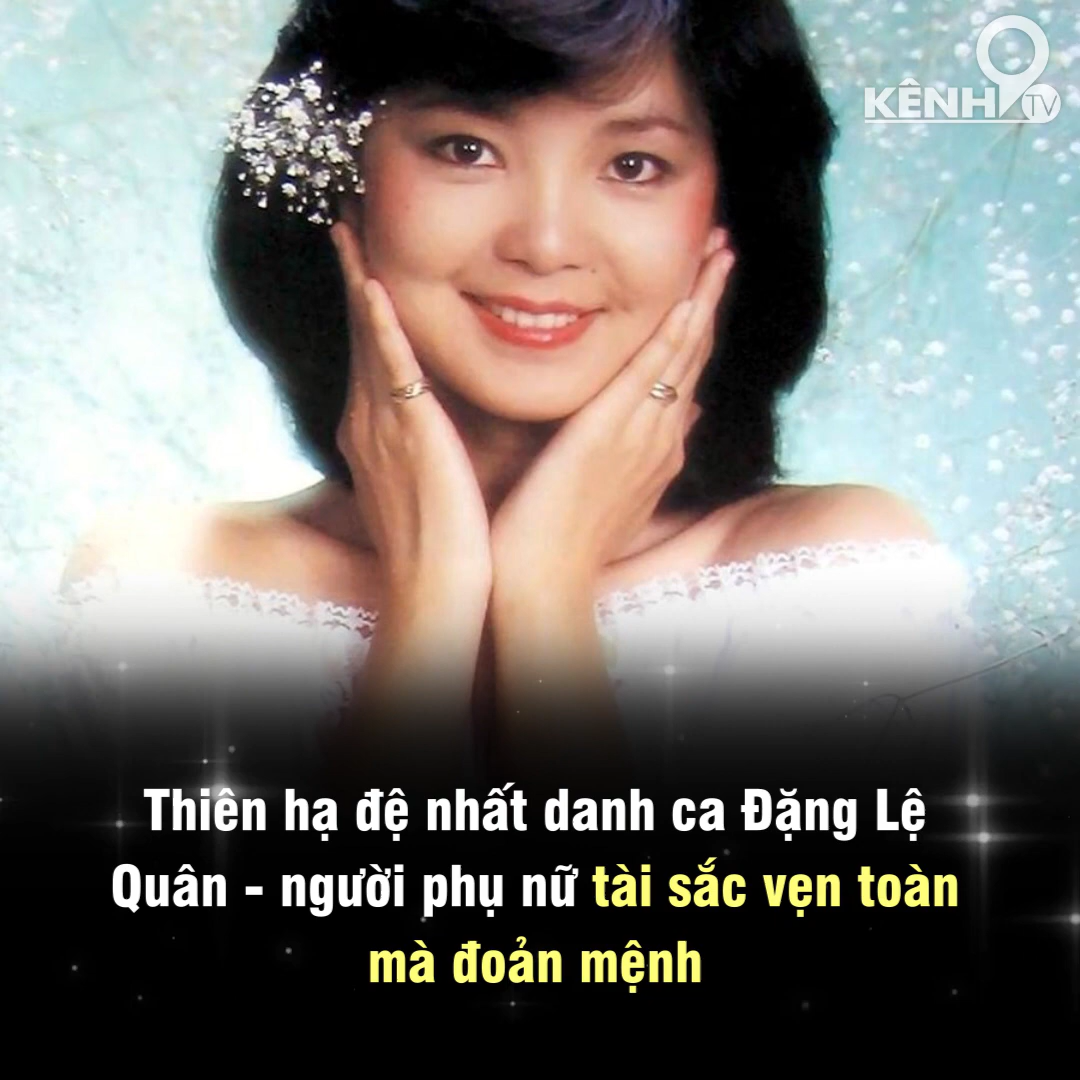 KÊNH 9
TV
Thiên hạ đệ nhất danh ca Đặng Lệ
Quân - người phụ nữ tài sắc vẹn toàn
mà đoản mệnh